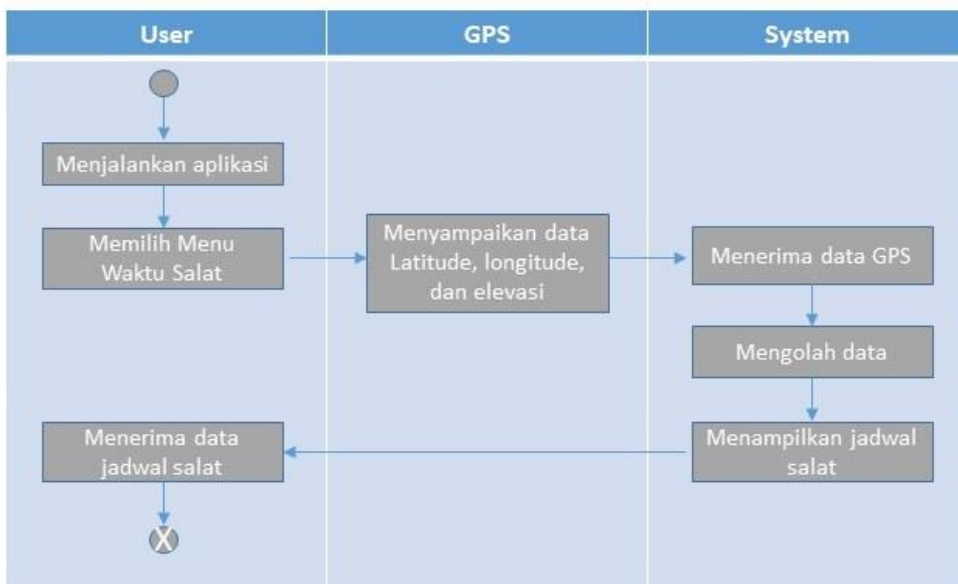 User
GPS
System
Menjalankan aplikasi
Memilih Menu
Waktu Salat
Menyampaikan data
Latitude, longitude,
dan elevasi
Menerima data GPS
Mengolah data
Menampilkan jadwal
salat
Menerima data
jadwal salat
X